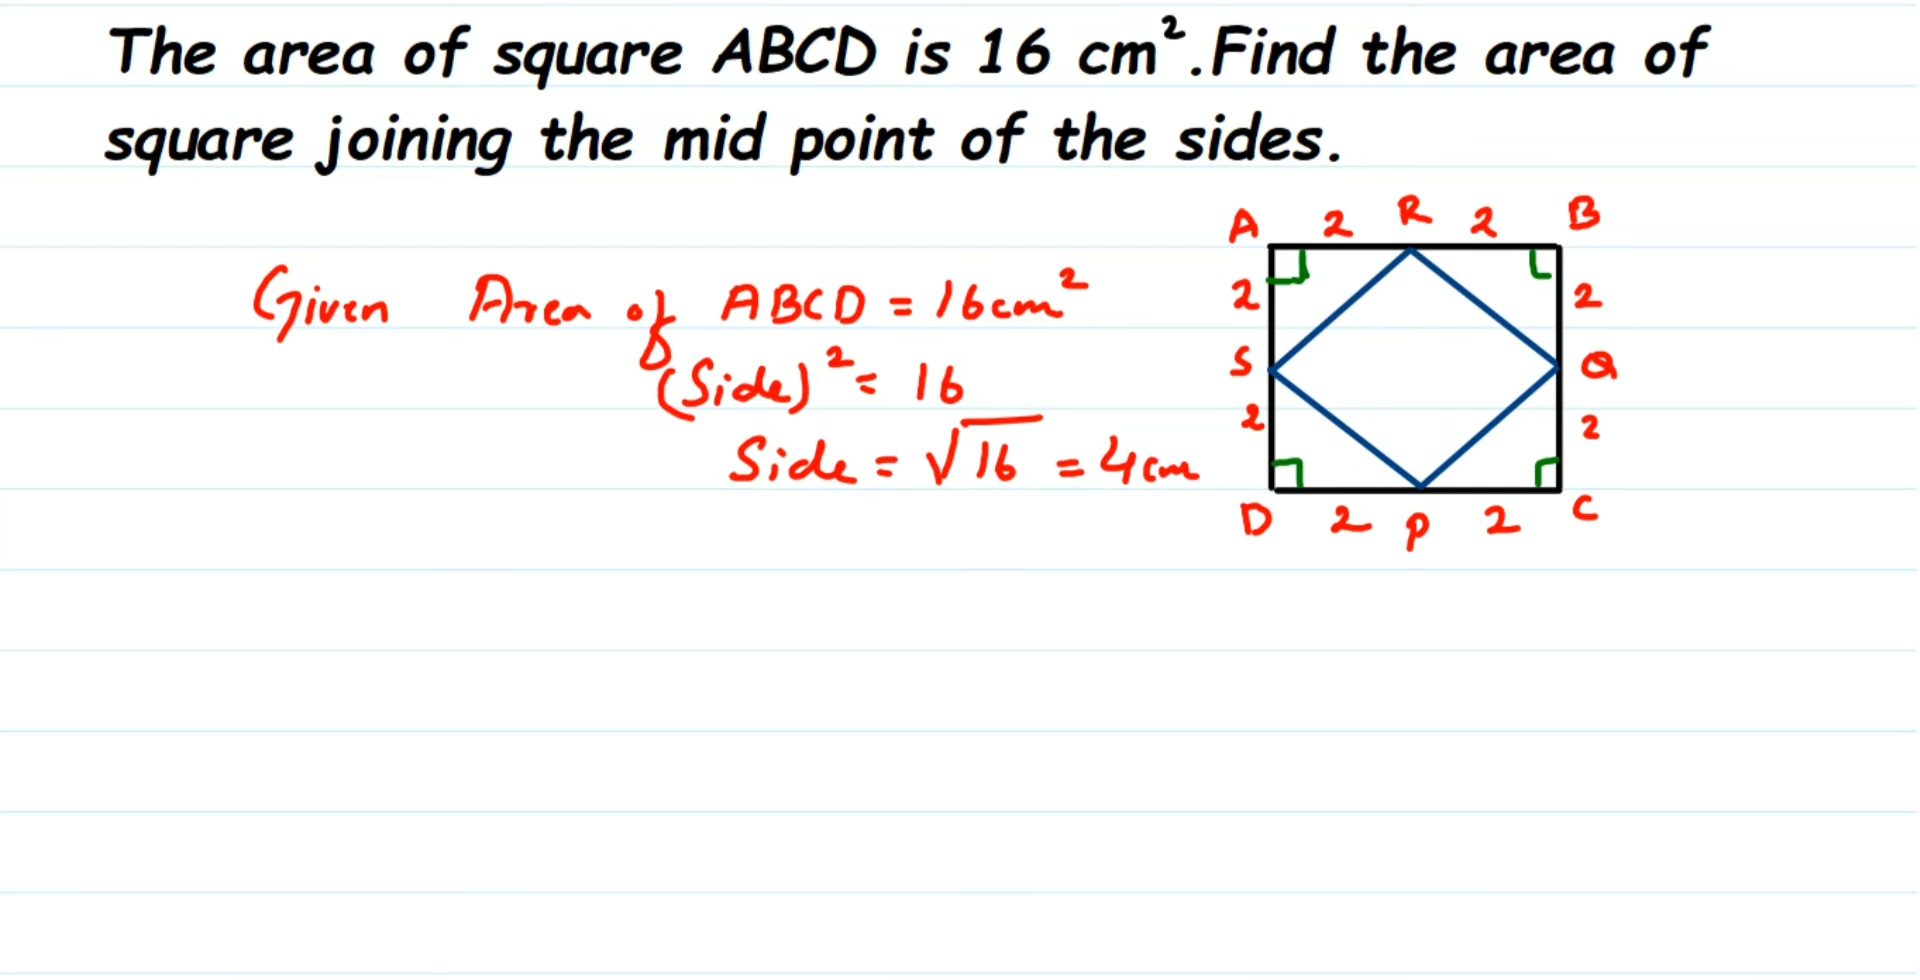 The area of square ABCD is 16 cm².Find the area of
square joining the mid point of the sides.
A 2 R 2 B
Given Area of ABCD = 16cm²
2 2
(Side)² = 16
S Q
Side = √16 = 4cm
2 2
D 2 P 2 C